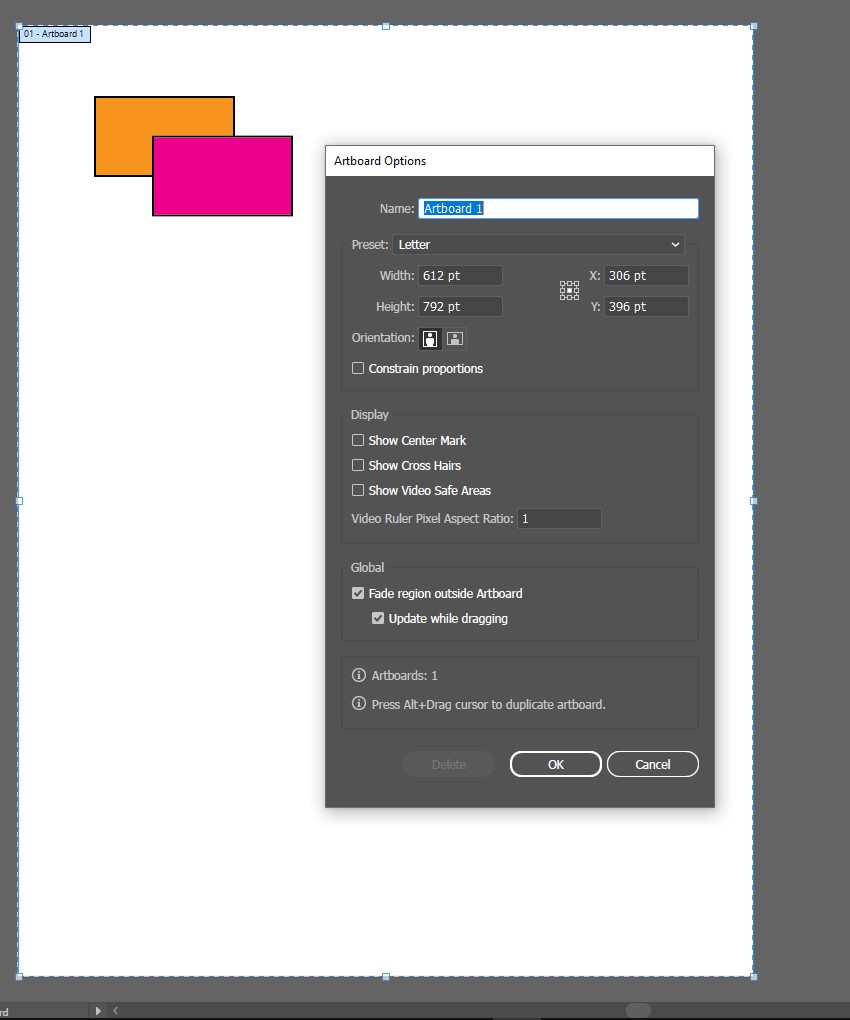 01 - Artboard 1
Artboard Options
Name: Artboard 1
Preset: Letter
Width: 612 pt X: 306 pt
Height: 792 pt Y: 396 pt
Orientation:
Constrain proportions
Display
Show Center Mark
Show Cross Hairs
Show Video Safe Areas
Video Ruler Pixel Aspect Ratio: 1
Global
Fade region outside Artboard
Update while dragging
Artboards: 1
Press Alt+Drag cursor to duplicate artboard.
Delete OK Cancel
rd